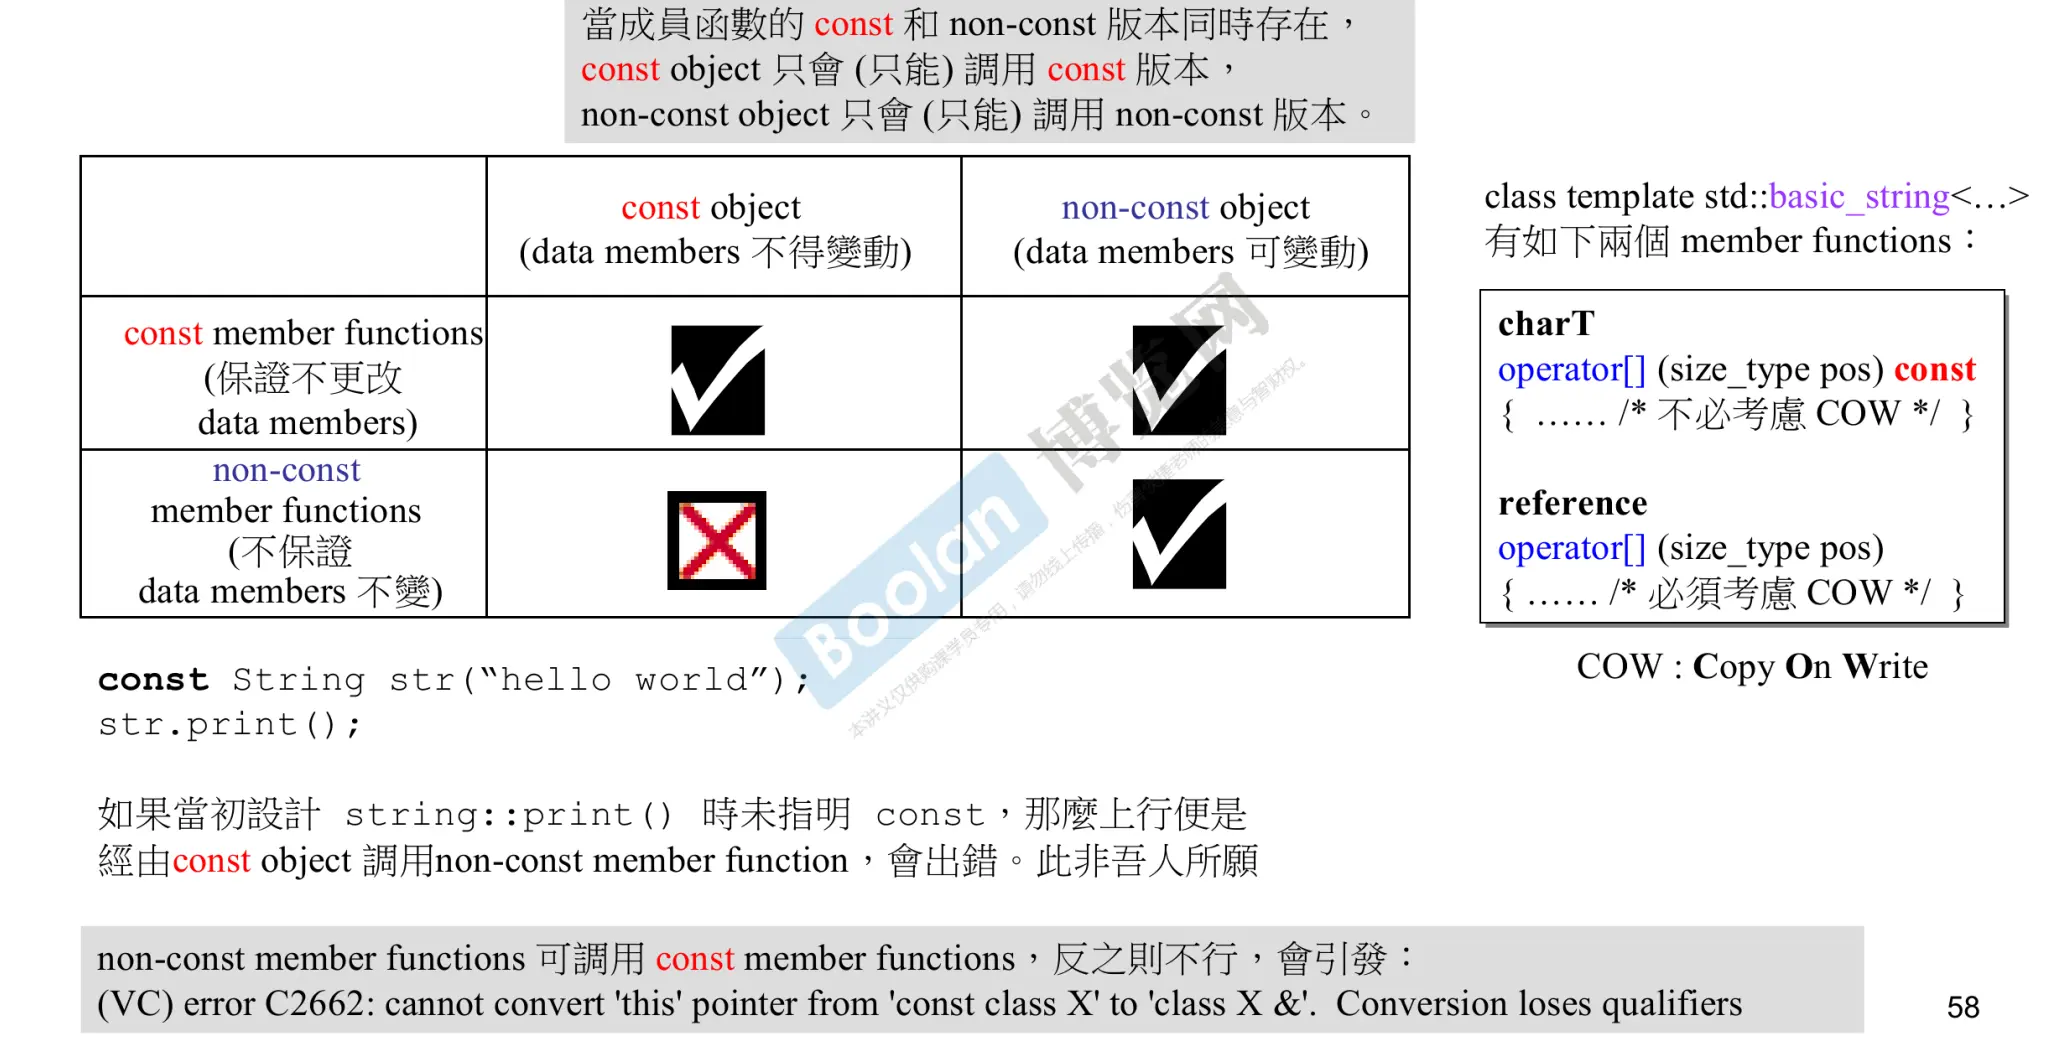 當成員函數的 const 和 non-const 版本同時存在，
const object 只會 (只能) 調用 const 版本，
non-const object 只會 (只能) 調用 non-const 版本。
const object
(data members 不得變動)
non-const object
(data members 可變動)
const member functions
(保證不更改
data members)
non-const
member functions
(不保證
data members 不變)
class template std::basic_string<…>
有如下兩個 member functions：
charT
operator[] (size_type pos) const
{ …… /* 不必考慮 COW */ }
reference
operator[] (size_type pos)
{ …… /* 必須考慮 COW */ }
COW : Copy On Write
const String str(“hello world”);
str.print();
如果當初設計 string::print() 時未指明 const，那麼上行便是
經由const object 調用non-const member function，會出錯。此非吾人所願
non-const member functions 可調用 const member functions，反之則不行，會引發：
(VC) error C2662: cannot convert 'this' pointer from 'const class X' to 'class X &'. Conversion loses qualifiers
58
Boolan
博览网